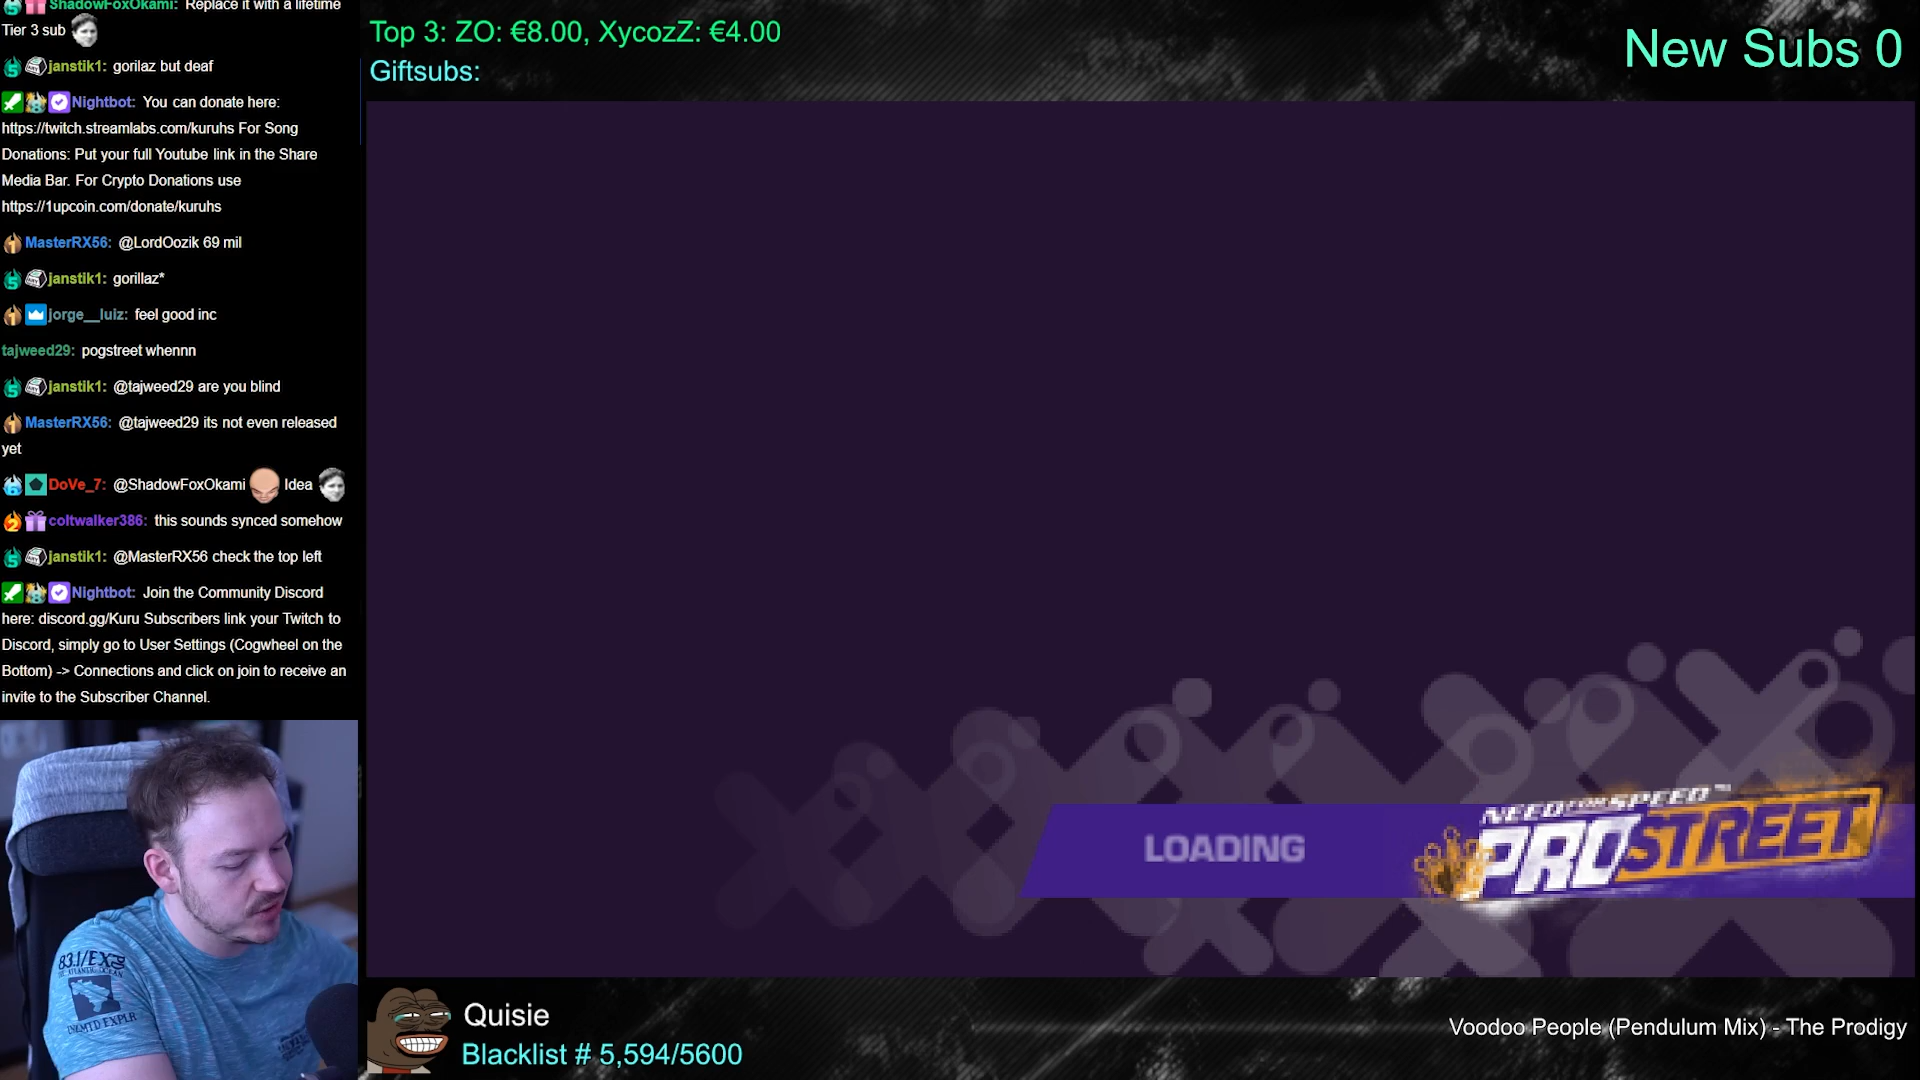 ShadowFoxOkami: Replace it with a lifetime
Tier 3 sub
janstik1: gorilaz but deaf
Nightbot: You can donate here:
https://twitch.streamlabs.com/kuruhs For Song
Donations: Put your full Youtube link in the Share
Media Bar. For Crypto Donations use
https://1upcoin.com/donate/kuruhs
MasterRX56: @LordOozik 69 mil
janstik1: gorillaz*
jorge__luiz: feel good inc
tajweed29: pogstreet whennn
janstik1: @tajweed29 are you blind
MasterRX56: @tajweed29 its not even released
yet
DoVe_7: @ShadowFoxOkami Idea
coltwalker386: this sounds synced somehow
janstik1: @MasterRX56 check the top left
Nightbot: Join the Community Discord
here: discord.gg/Kuru Subscribers link your Twitch to
Discord, simply go to User Settings (Cogwheel on the
Bottom) -> Connections and click on join to receive an
invite to the Subscriber Channel.
Top 3: ZO: €8.00, XycozZ: €4.00
Giftsubs:
New Subs 0
LOADING
NEED FOR SPEED™
PROSTREET
83.1/EXP
UNLMTD EXPLR
Quisie
Blacklist # 5,594/5600
Voodoo People (Pendulum Mix) - The Prodigy